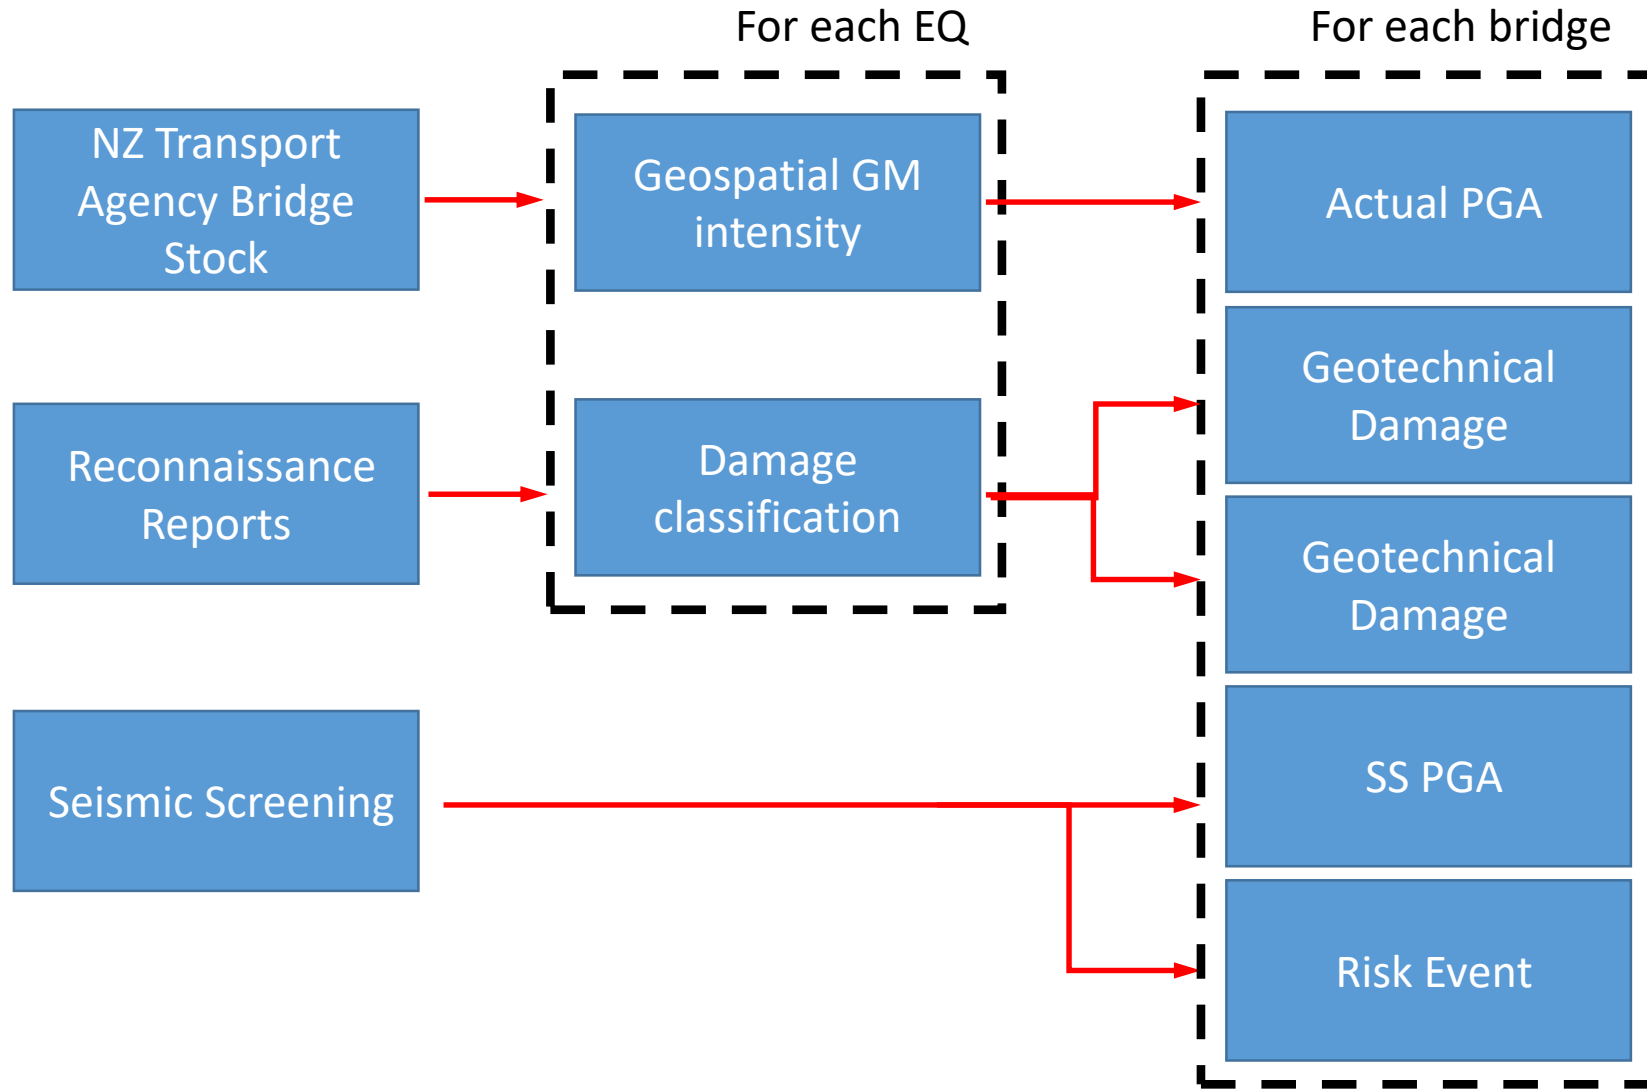 For each EQ
For each bridge
NZ Transport
Agency Bridge
Stock
Geospatial GM
intensity
Actual PGA
Reconnaissance
Reports
Damage
classification
Geotechnical
Damage
Geotechnical
Damage
Seismic Screening
SS PGA
Risk Event